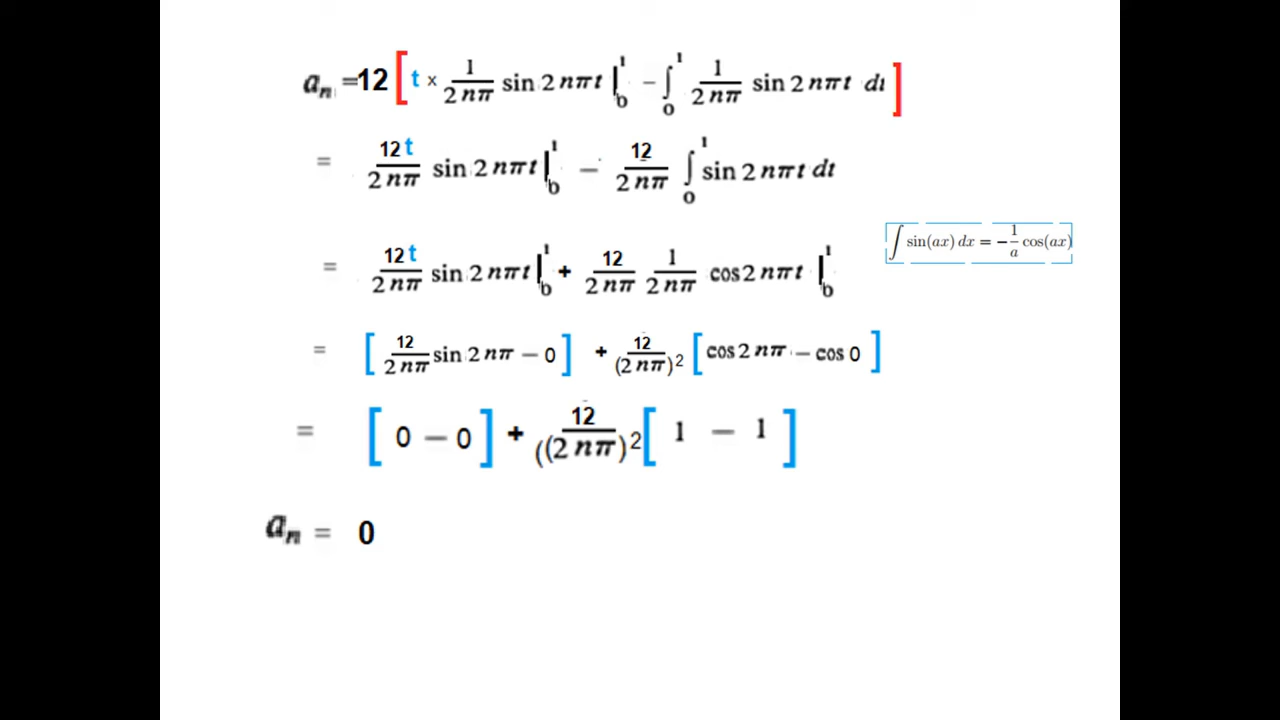 aₙ = 12 [ t × 1/(2nπ) sin 2nπt |₀¹ − ∫₀¹ 1/(2nπ) sin 2nπt dt ]
= 12t/(2nπ) sin 2nπt |₀¹ − 12/(2nπ) ∫₀¹ sin 2nπt dt
∫ sin(ax) dx = −1/a cos(ax)
= 12t/(2nπ) sin 2nπt |₀¹ + 12/(2nπ) 1/(2nπ) cos 2nπt |₀¹
= [ 12/(2nπ) sin 2nπ − 0 ] + 12/(2nπ)² [ cos 2nπ − cos 0 ]
= [ 0 − 0 ] + 12/((2nπ)² [ 1 − 1 ]
aₙ = 0